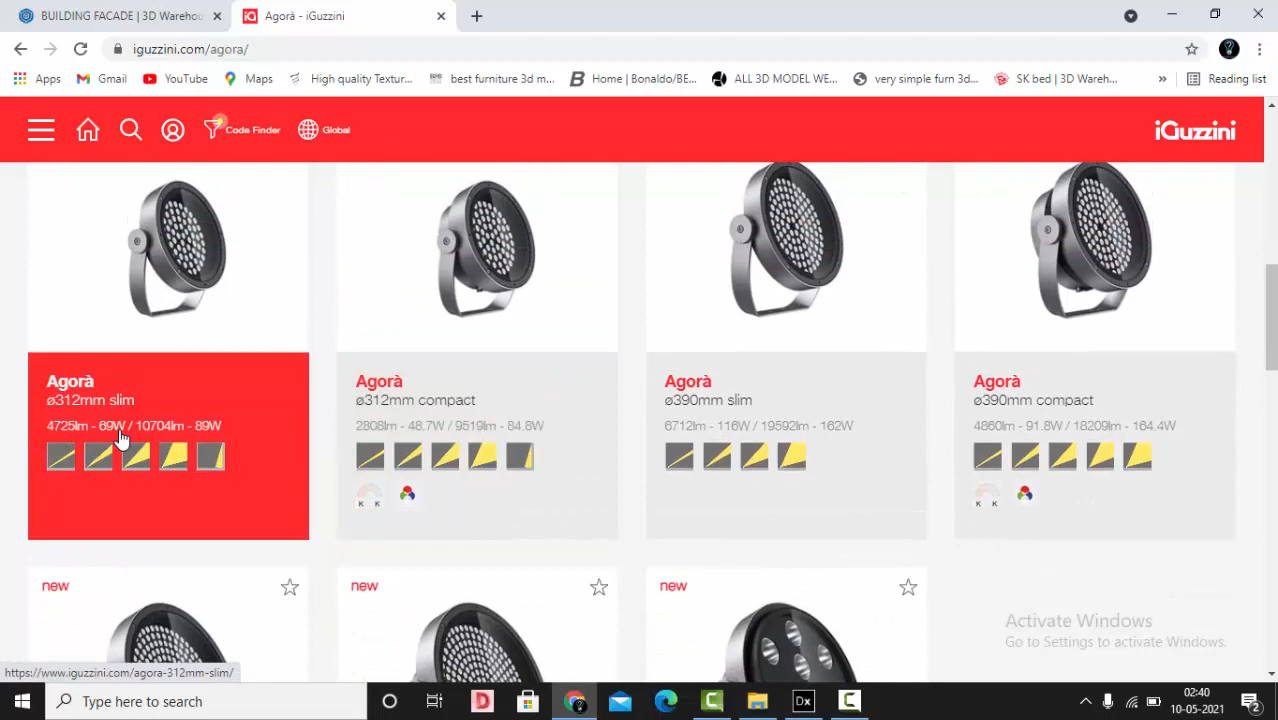 BUILDING FACADE | 3D Wareho
Agorà - iGuzzini
iguzzini.com/agora/
Apps
Gmail
YouTube
Maps
High quality Textur...
best furniture 3d m...
Home | Bonaldo/BE...
ALL 3D MODEL WE...
very simple furn 3d...
SK bed | 3D Wareh...
»
Reading list
Code Finder
Global
iGuzzini
Agorà
ø312mm slim
4725lm - 69W / 10704lm - 89W
Agorà
ø312mm compact
2808lm - 48.7W / 9519lm - 84.8W
K K
Agorà
ø390mm slim
6712lm - 116W / 19592lm - 162W
Agorà
ø390mm compact
4860lm - 91.8W / 18209lm - 164.4W
K K
new
new
new
Activate Windows
Go to Settings to activate Windows.
https://www.iguzzini.com/agora-312mm-slim/
Type here to search
D
Dx
02:40
10-05-2021
2